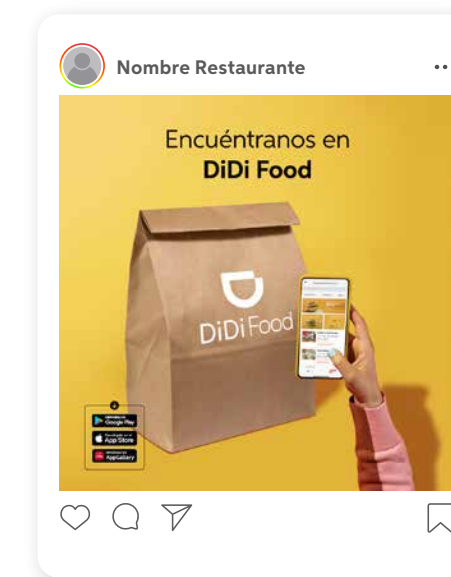 Nombre Restaurante
Encuéntranos en
DiDi Food
DiDi Food
Google Play
App Store
AppGallery